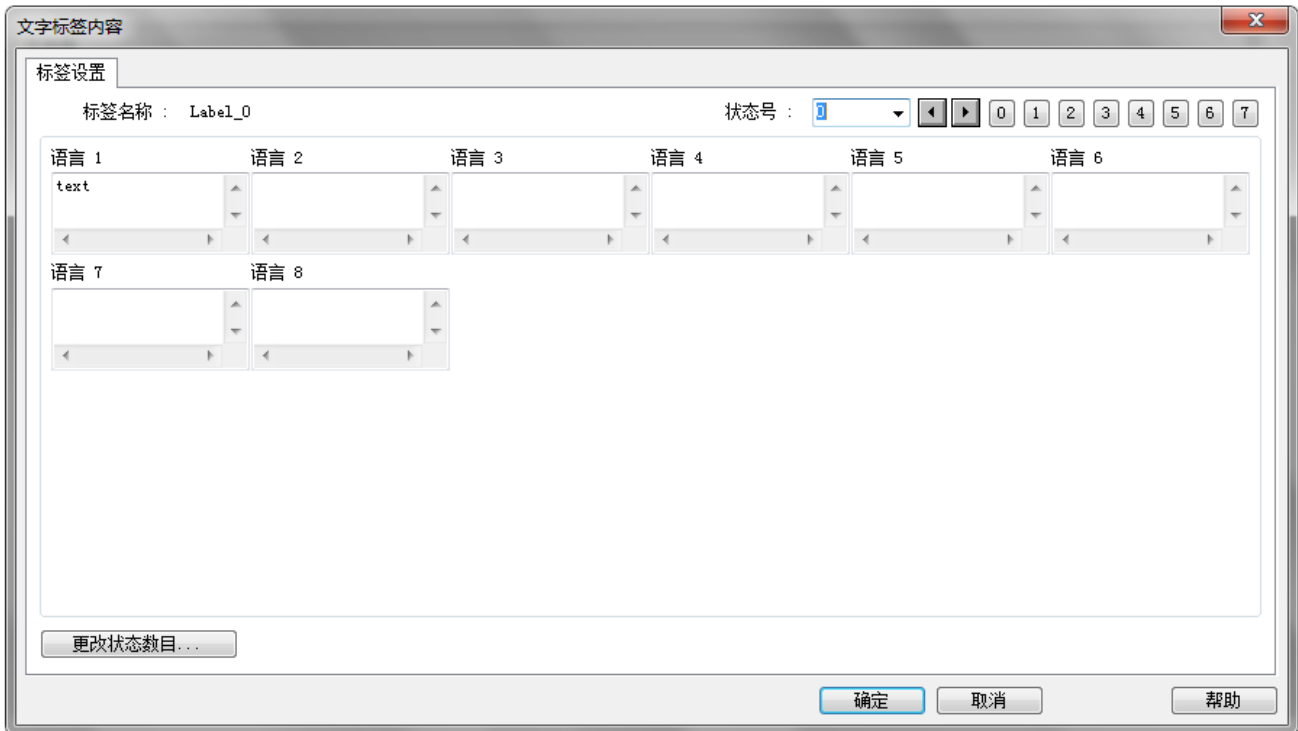 文字标签内容
标签设置
标签名称 : Label_0 状态号 : 0 0 1 2 3 4 5 6 7
语言 1 语言 2 语言 3 语言 4 语言 5 语言 6
text
语言 7 语言 8
更改状态数目...
确定 取消 帮助